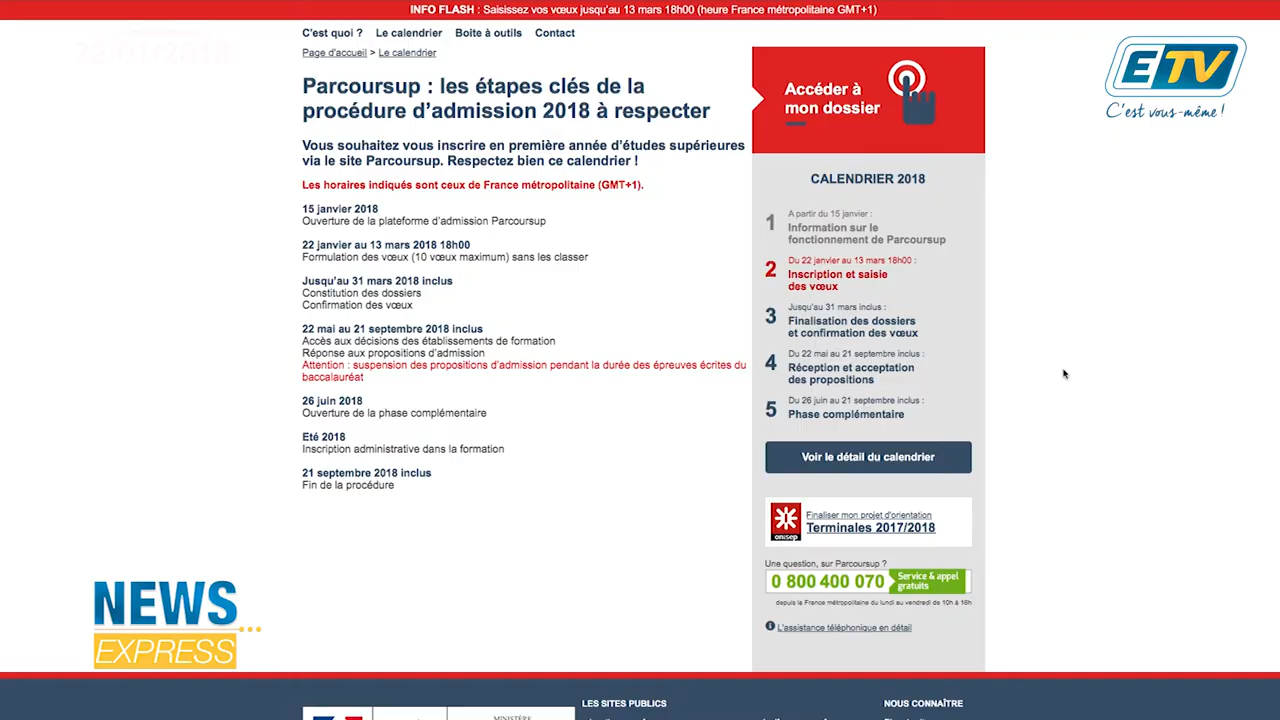 INFO FLASH : Saisissez vos vœux jusqu'au 13 mars 18h00 (heure France métropolitaine GMT+1)
C'est quoi ? Le calendrier Boîte à outils Contact
Page d'accueil > Le calendrier
23/01/2018
ETV
C'est vous-même !
Parcoursup : les étapes clés de la
procédure d'admission 2018 à respecter
Vous souhaitez vous inscrire en première année d'études supérieures
via le site Parcoursup. Respectez bien ce calendrier !
Les horaires indiqués sont ceux de France métropolitaine (GMT+1).
15 janvier 2018
Ouverture de la plateforme d'admission Parcoursup
22 janvier au 13 mars 2018 18h00
Formulation des vœux (10 vœux maximum) sans les classer
Jusqu'au 31 mars 2018 inclus
Constitution des dossiers
Confirmation des vœux
22 mai au 21 septembre 2018 inclus
Accès aux décisions des établissements de formation
Réponse aux propositions d'admission
Attention : suspension des propositions d'admission pendant la durée des épreuves écrites du
baccalauréat
26 juin 2018
Ouverture de la phase complémentaire
Eté 2018
Inscription administrative dans la formation
21 septembre 2018 inclus
Fin de la procédure
Accéder à
mon dossier
CALENDRIER 2018
1 A partir du 15 janvier :
Information sur le
fonctionnement de Parcoursup
2 Du 22 janvier au 13 mars 18h00 :
Inscription et saisie
des vœux
3 Jusqu'au 31 mars inclus :
Finalisation des dossiers
et confirmation des vœux
4 Du 22 mai au 21 septembre inclus :
Réception et acceptation
des propositions
5 Du 26 juin au 21 septembre inclus :
Phase complémentaire
Voir le détail du calendrier
onisep
Finaliser mon projet d'orientation
Terminales 2017/2018
Une question, sur Parcoursup ?
0 800 400 070 Service & appel
gratuits
depuis la France métropolitaine du lundi au vendredi de 10h à 16h
L'assistance téléphonique en détail
NEWS
EXPRESS
LES SITES PUBLICS
NOUS CONNAÎTRE
MINISTÈRE